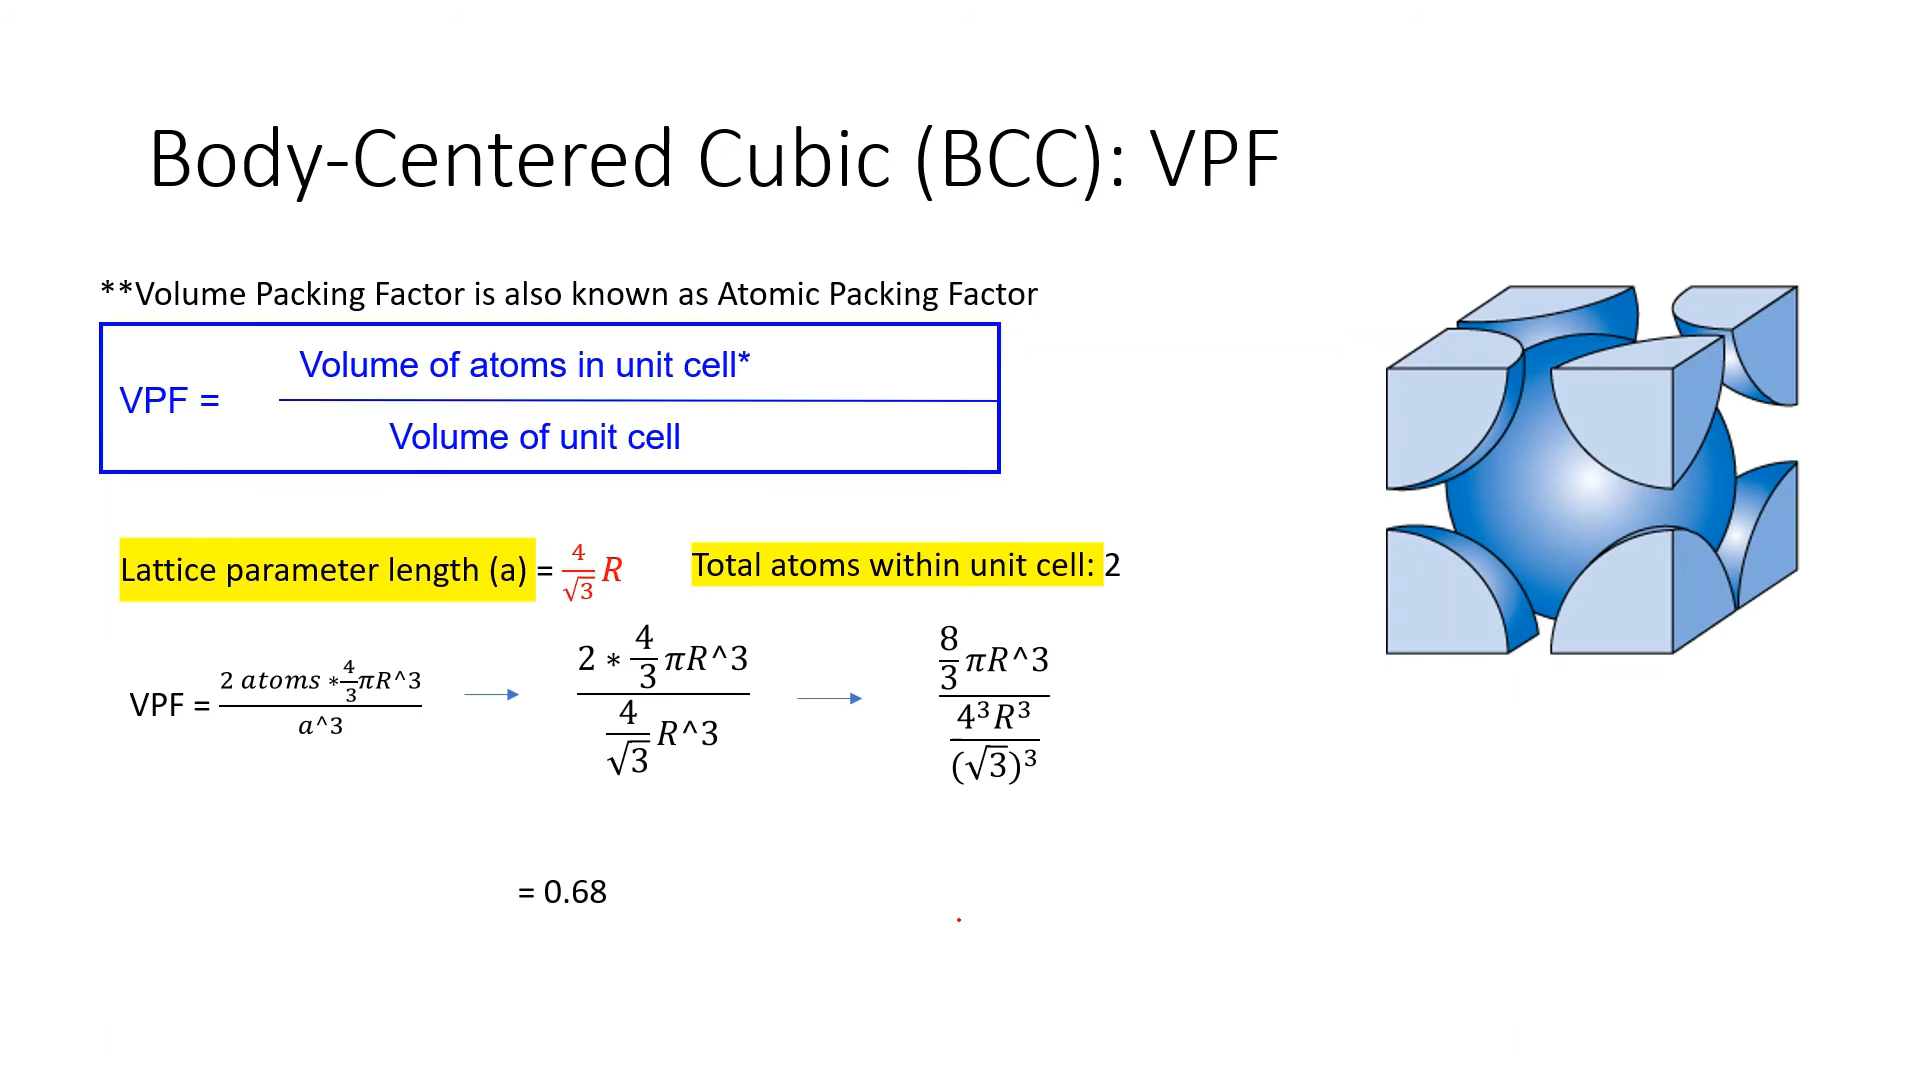 Body-Centered Cubic (BCC): VPF
**Volume Packing Factor is also known as Atomic Packing Factor
VPF = Volume of atoms in unit cell* / Volume of unit cell
Lattice parameter length (a) = 4/√3 R
Total atoms within unit cell: 2
VPF = (2 atoms *4/3 πR^3)/(a^3)
(2 * 4/3 πR^3)/(4/√3 R^3)
(8/3 πR^3)/(4³R³/(√3)³)
= 0.68